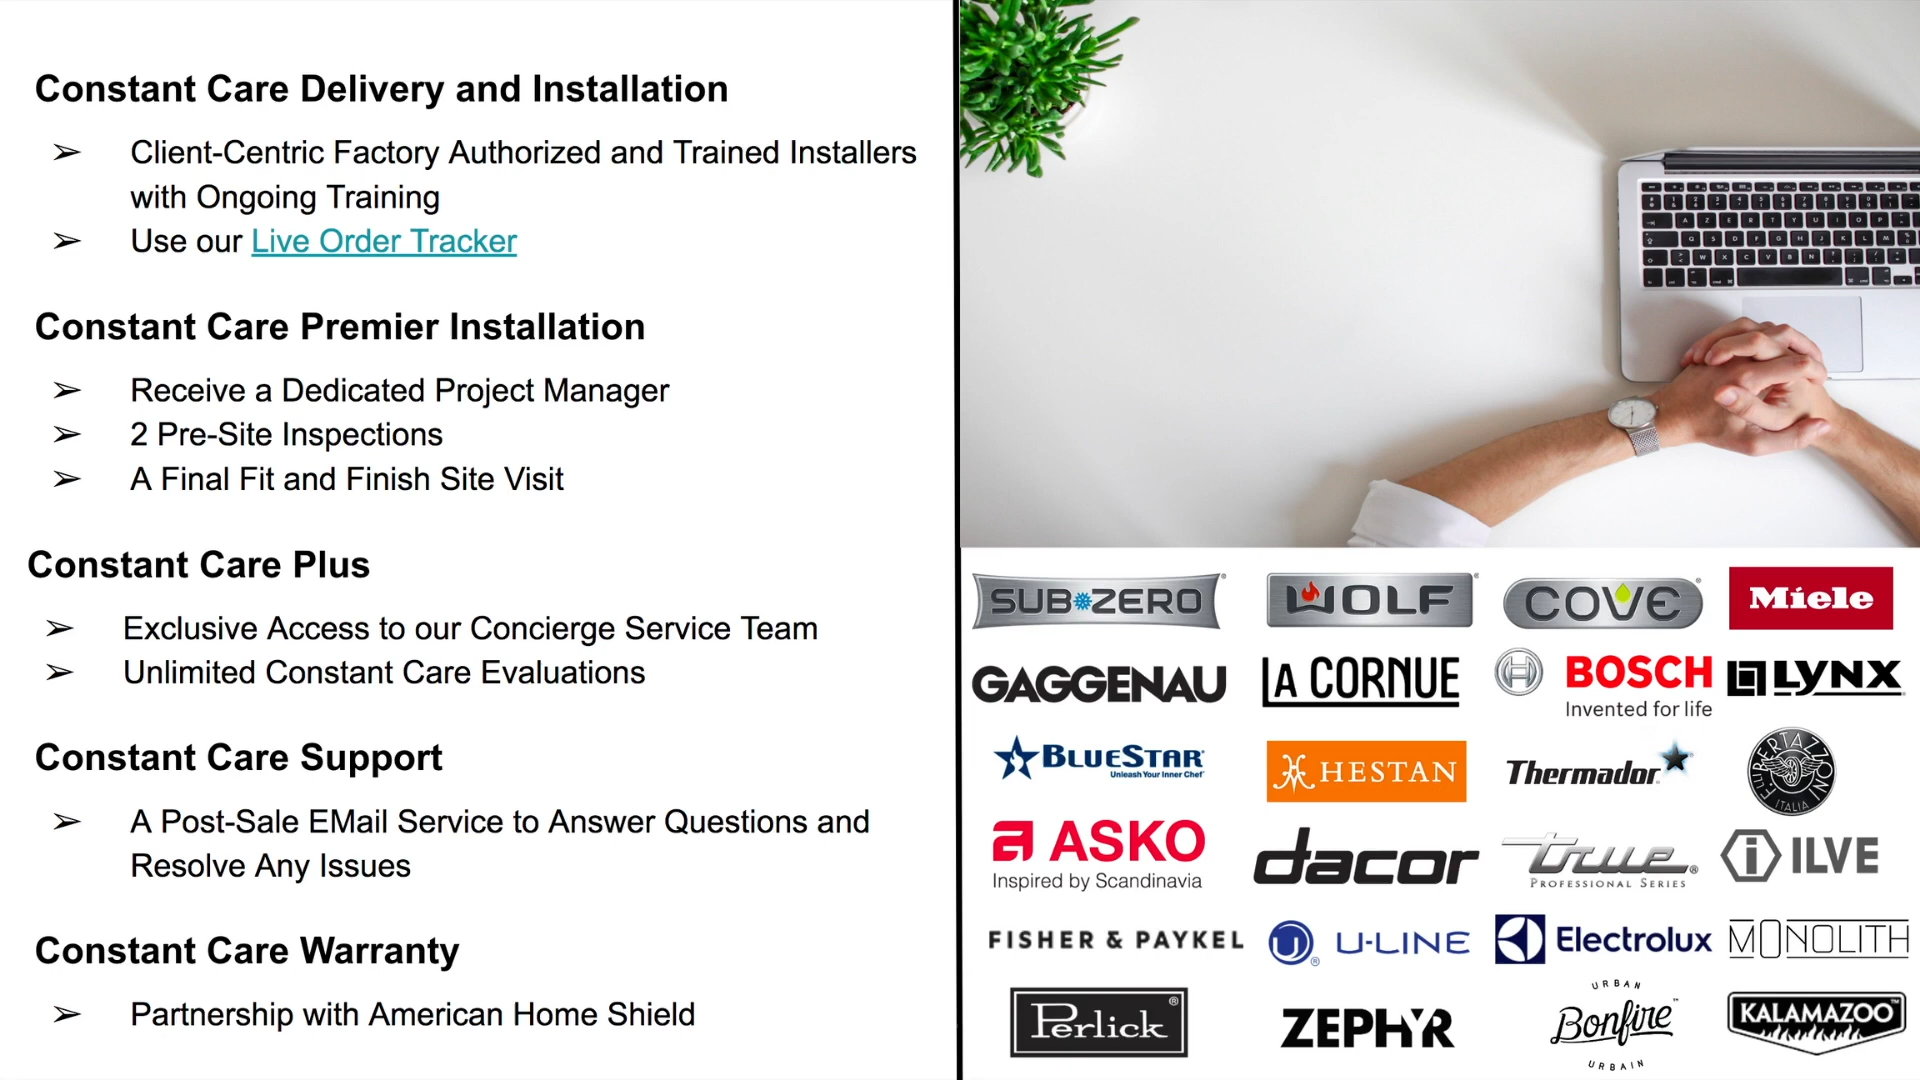 Constant Care Delivery and Installation
➢ Client-Centric Factory Authorized and Trained Installers
with Ongoing Training
➢ Use our Live Order Tracker
Constant Care Premier Installation
➢ Receive a Dedicated Project Manager
➢ 2 Pre-Site Inspections
➢ A Final Fit and Finish Site Visit
Constant Care Plus
➢ Exclusive Access to our Concierge Service Team
➢ Unlimited Constant Care Evaluations
Constant Care Support
➢ A Post-Sale EMail Service to Answer Questions and
Resolve Any Issues
Constant Care Warranty
➢ Partnership with American Home Shield
SUB ZERO® WOLF® COVE® Miele
GAGGENAU LA CORNUE BOSCH LYNX
Invented for life
BLUESTAR® HESTAN Thermador F.LLI BERTAZZONI
Unleash Your Inner Chef
ITALIA
ASKO dacor true® ILVE
Inspired by Scandinavia PROFESSIONAL SERIES
FISHER & PAYKEL U-LINE® Electrolux MONOLITH
URBAN
Perlick® ZEPHYR Bonfire™ KALAMAZOO™
URBAIN